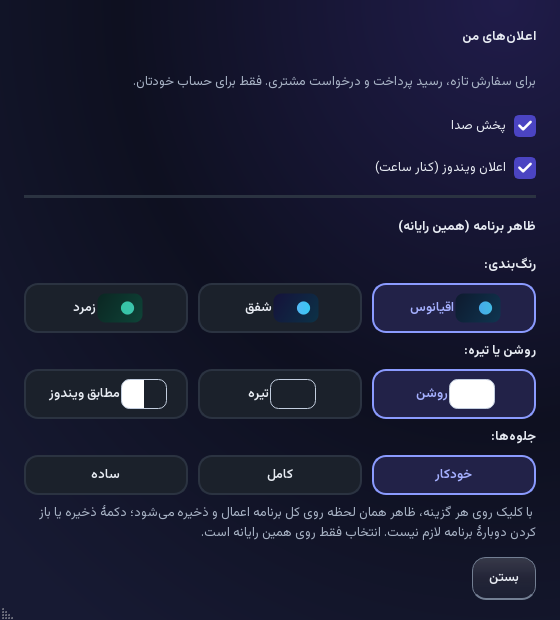 اعلان‌های من
برای سفارش تازه، رسید پرداخت و درخواست مشتری. فقط برای حساب خودتان.
پخش صدا
اعلان ویندوز (کنار ساعت)
ظاهر برنامه (همین رایانه)
رنگ‌بندی:
اقیانوس شفق زمرد
روشن یا تیره:
روشن تیره مطابق ویندوز
جلوه‌ها:
خودکار کامل ساده
با کلیک روی هر گزینه، ظاهر همان لحظه روی کل برنامه اعمال و ذخیره می‌شود؛ دکمهٔ ذخیره یا باز
کردن دوبارهٔ برنامه لازم نیست. انتخاب فقط روی همین رایانه است.
بستن